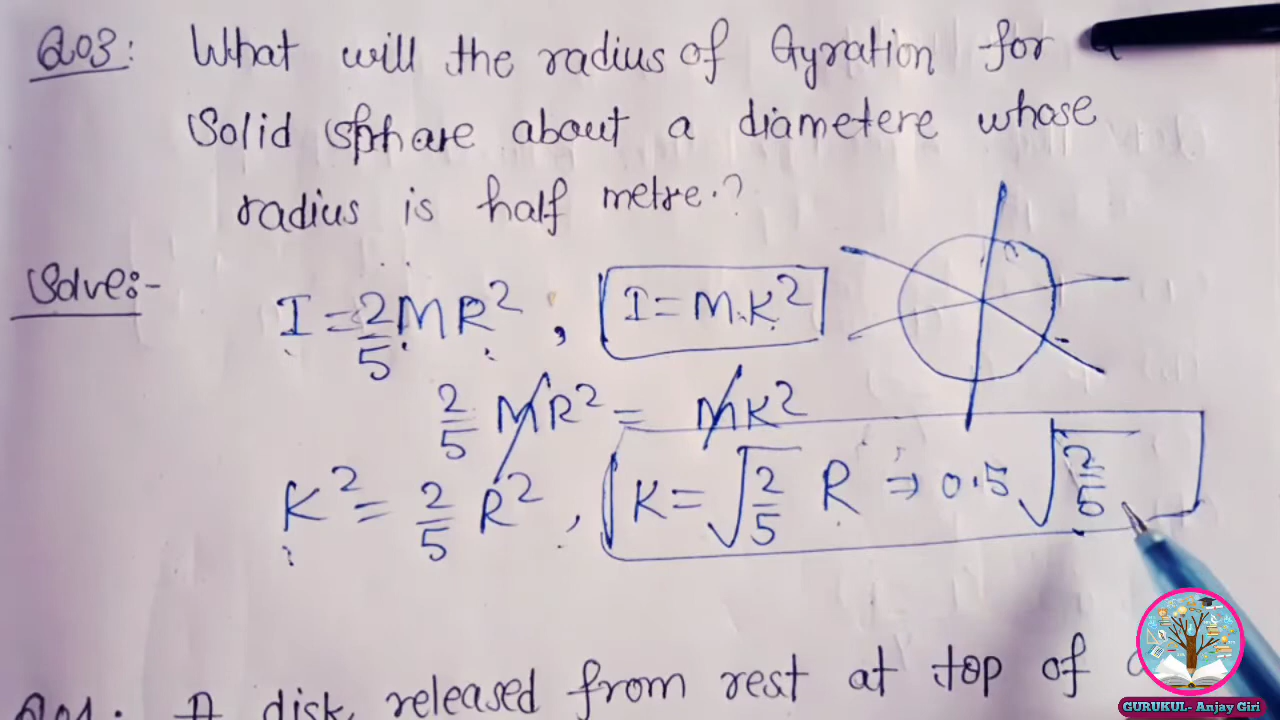 Q03: What will the radius of Gyration for a
Solid Sphare about a diametere whose
radius is half metre.?
Solve:-
I = 2/5 MR² ; I = MK²
2/5 MR² = MK²
K² = 2/5 R² , K = √2/5 R ⇒ 0.5 √2/5
A disk released from rest at top of a
GURUKUL- Anjay Giri